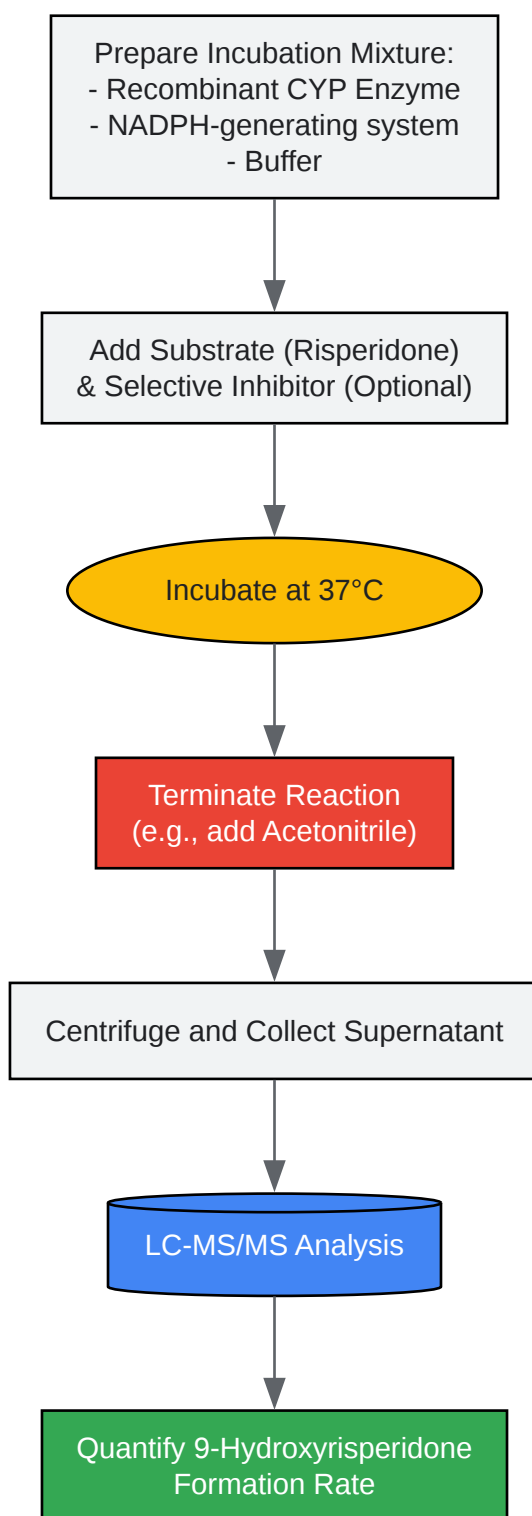 Prepare Incubation Mixture:
- Recombinant CYP Enzyme
- NADPH-generating system
- Buffer
Add Substrate (Risperidone)
& Selective Inhibitor (Optional)
Incubate at 37°C
Terminate Reaction
(e.g., add Acetonitrile)
Centrifuge and Collect Supernatant
LC-MS/MS Analysis
Quantify 9-Hydroxyrisperidone
Formation Rate